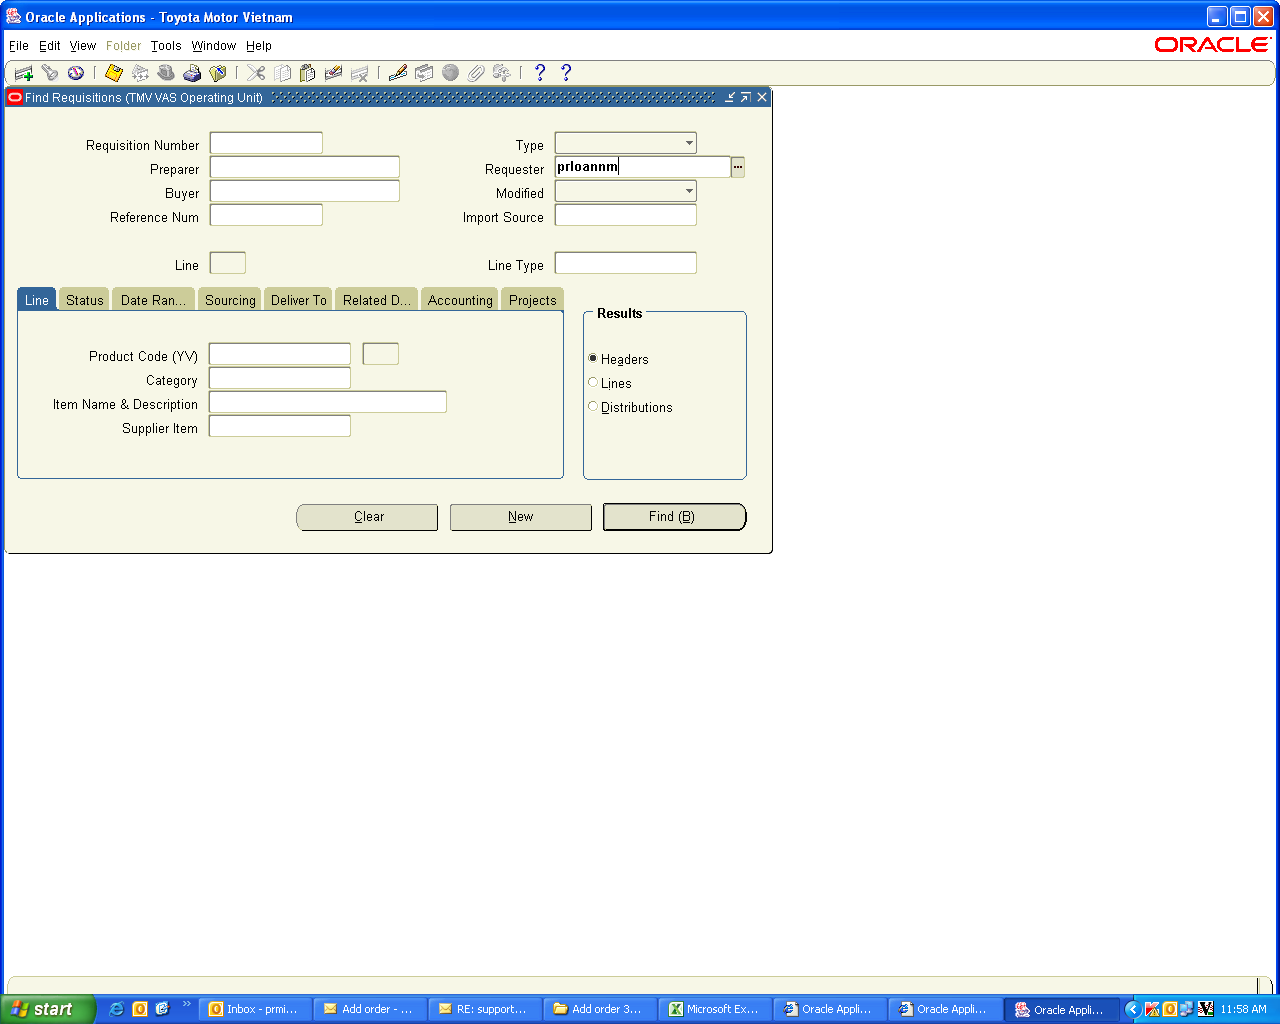 Oracle Applications - Toyota Motor Vietnam
File Edit View Folder Tools Window Help
ORACLE
Find Requisitions (TMV VAS Operating Unit)
Requisition Number
Type
Preparer
Requester prloannm
Buyer
Modified
Reference Num
Import Source
Line
Line Type
Line Status Date Ran... Sourcing Deliver To Related D... Accounting Projects
Results
Product Code (YV)
Category
Item Name & Description
Supplier Item
Headers
Lines
Distributions
Clear New Find (B)
start Inbox - prmi... Add order - ... RE: support... Add order 3... Microsoft Ex... Oracle Appli... Oracle Appli... Oracle Appli... 11:58 AM